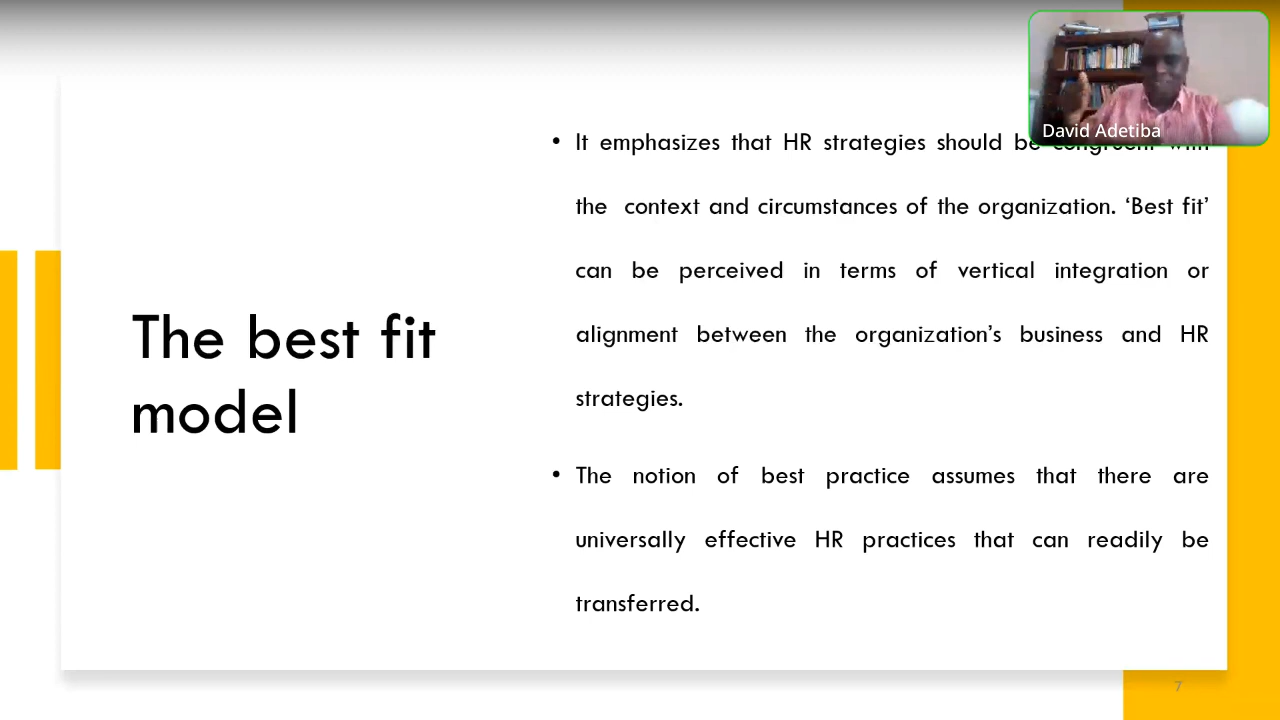 David Adetiba
The best fit
model
• It emphasizes that HR strategies should be congruent with
the context and circumstances of the organization. ‘Best fit’
can be perceived in terms of vertical integration or
alignment between the organization’s business and HR
strategies.
• The notion of best practice assumes that there are
universally effective HR practices that can readily be
transferred.
7